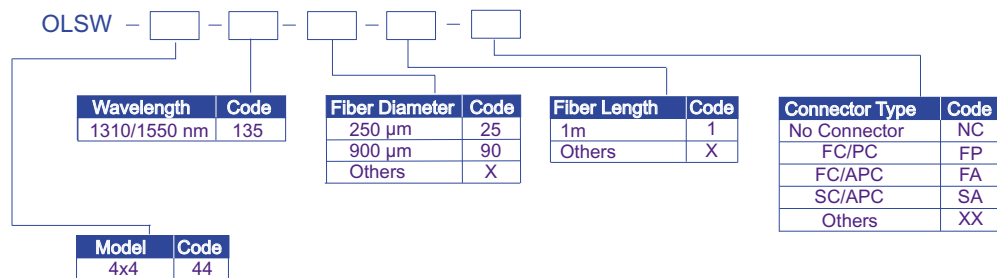 OLSW – – – – –
Wavelength Code
1310/1550 nm 135
Fiber Diameter Code
250 µm 25
900 µm 90
Others X
Fiber Length Code
1m 1
Others X
Connector Type Code
No Connector NC
FC/PC FP
FC/APC FA
SC/APC SA
Others XX
Model Code
4x4 44